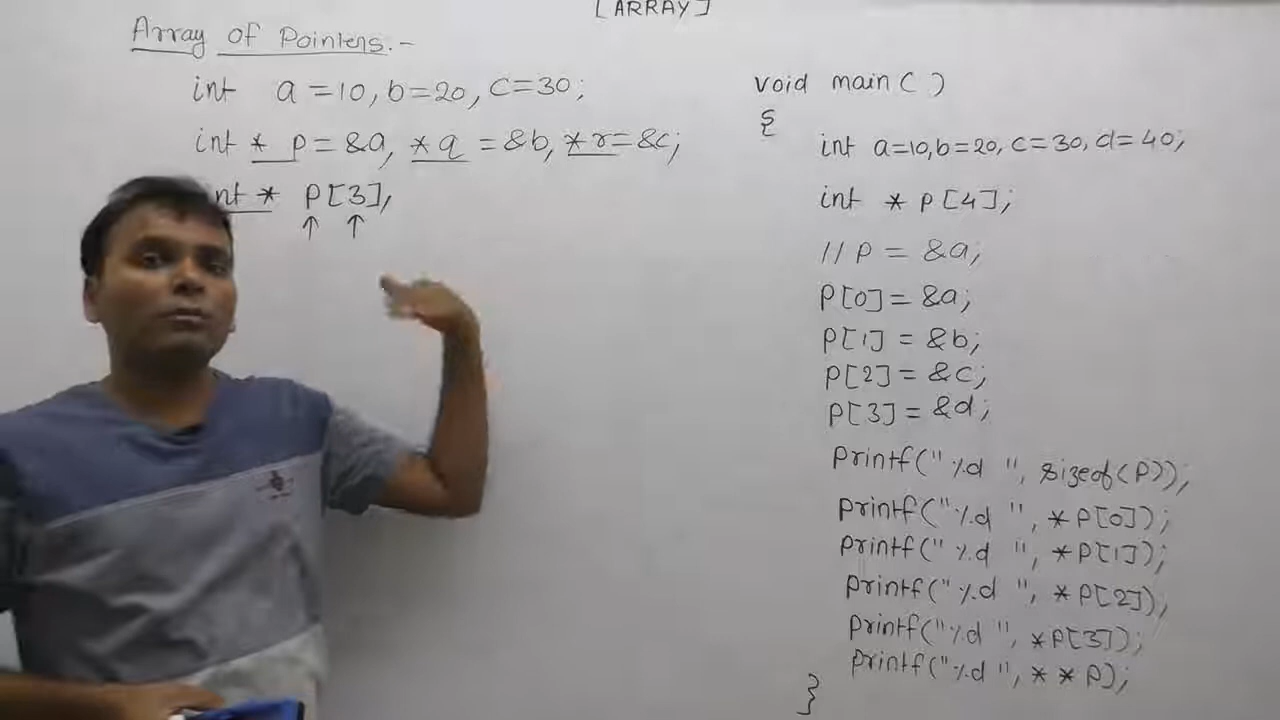 [ARRAY]
Array of Pointers.-
int a=10, b=20, c=30;
int * p=&a, *q =&b, *r=&c;
int * P[3],
↑ ↑
void main( )
{
int a=10,b=20, c=30, d=40;
int * p[4];
// P = &a;
P[0] = &a;
P[1] = &b;
P[2] = &c;
P[3] = &d;
printf("%d ", sizeof(P));
printf("%d ", *P[0]);
printf("%d ", *P[1]);
printf("%d ", *P[2]);
printf("%d ", *P[3]);
printf("%d ", * * P);
}